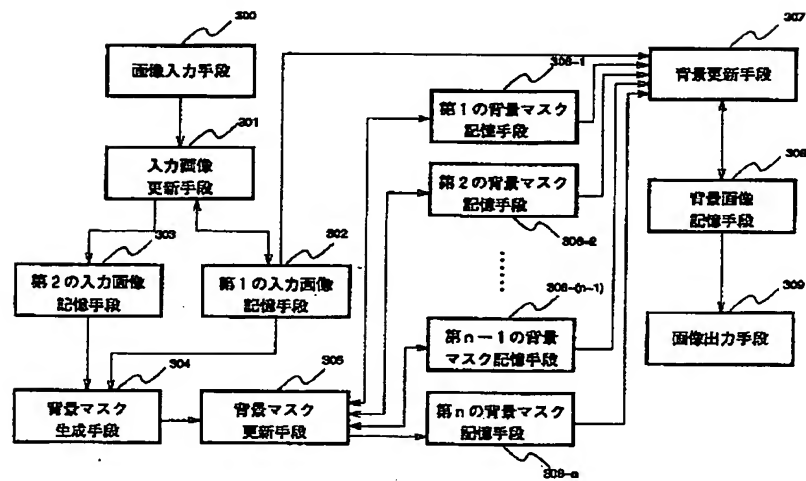 300
画像入力手段
301
入力画像
更新手段
303
第2の入力画像
記憶手段
302
第1の入力画像
記憶手段
304
背景マスク
生成手段
305
背景マスク
更新手段
306-1
第1の背景マスク
記憶手段
第2の背景マスク
記憶手段
306-2
306-(n-1)
第n－1の背景
マスク記憶手段
第nの背景マスク
記憶手段
306-n
307
背景更新手段
308
背景画像
記憶手段
309
画像出力手段